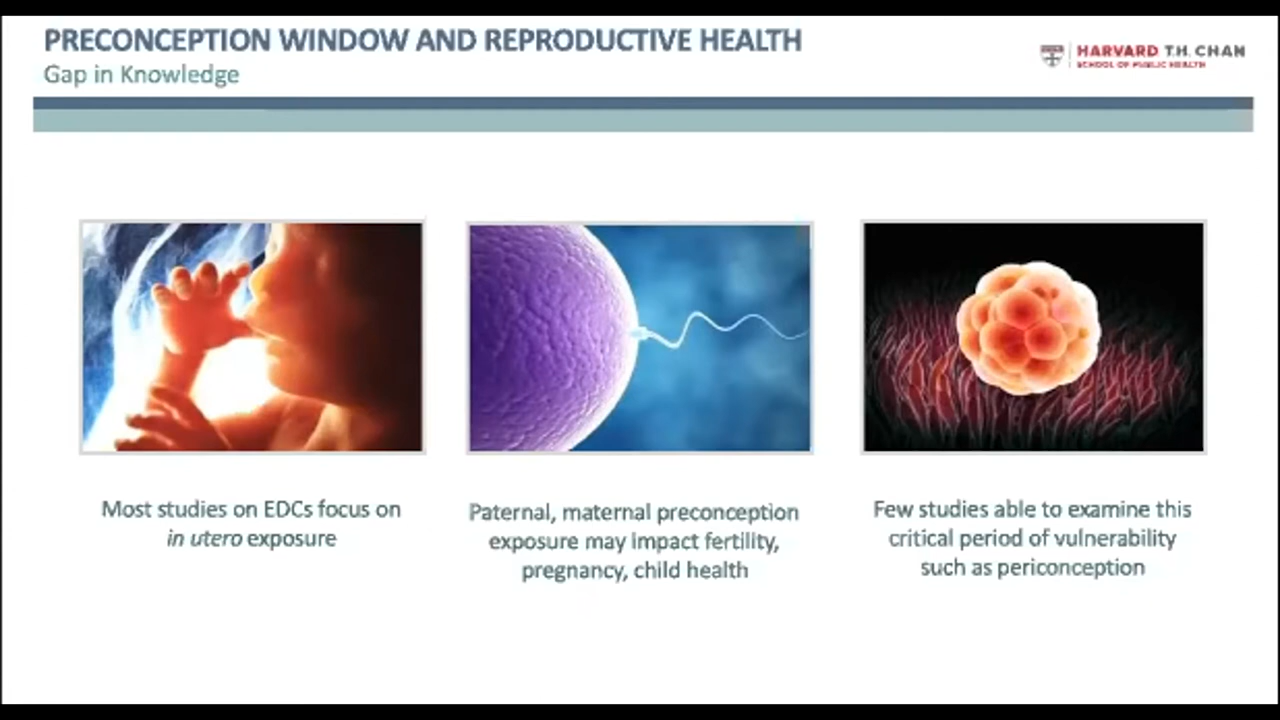 PRECONCEPTION WINDOW AND REPRODUCTIVE HEALTH
Gap in Knowledge
HARVARD T.H. CHAN
SCHOOL OF PUBLIC HEALTH
Most studies on EDCs focus on
in utero exposure
Paternal, maternal preconception
exposure may impact fertility,
pregnancy, child health
Few studies able to examine this
critical period of vulnerability
such as periconception